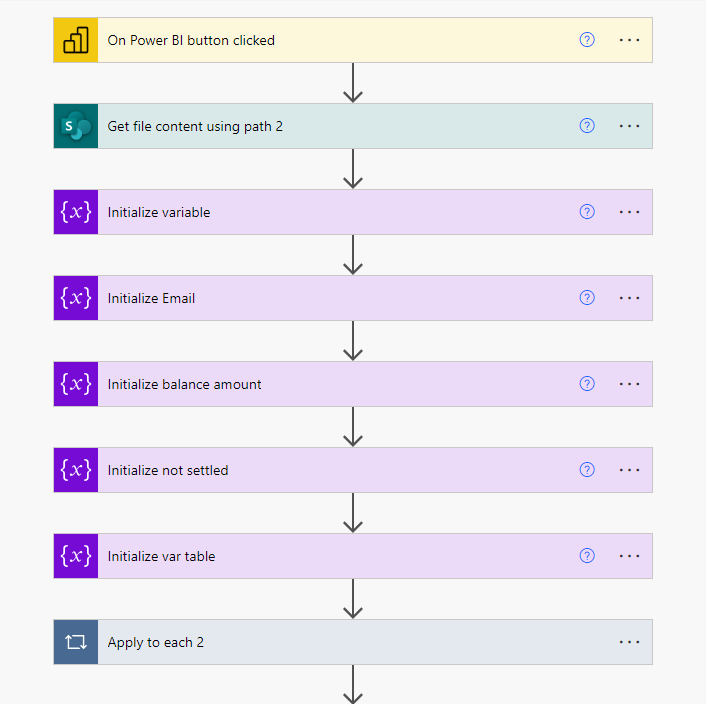 On Power BI button clicked
Get file content using path 2
Initialize variable
Initialize Email
Initialize balance amount
Initialize not settled
Initialize var table
Apply to each 2